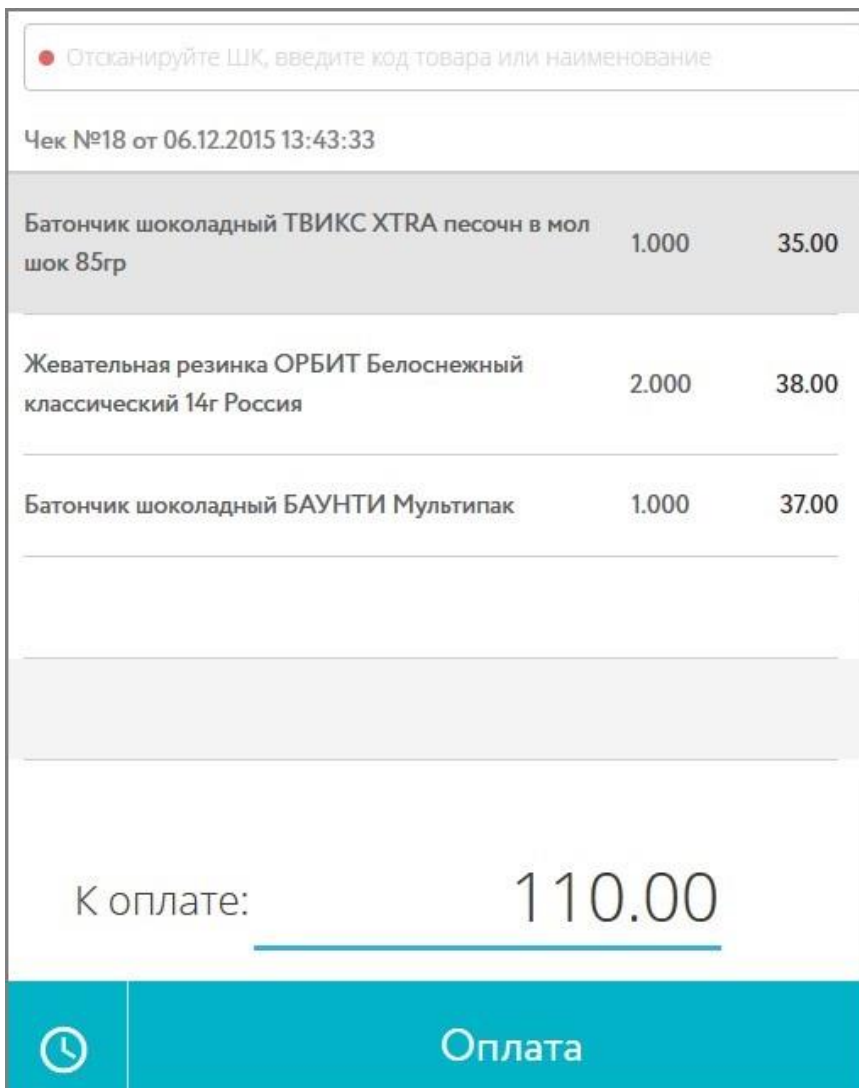 Отсканируйте ШК, введите код товара или наименование
Чек №18 от 06.12.2015 13:43:33
Батончик шоколадный ТВИКС XTRA песочн в мол
шок 85гр
1.000
35.00
Жевательная резинка ОРБИТ Белоснежный
классический 14г Россия
2.000
38.00
Батончик шоколадный БАУНТИ Мультипак 1.000 37.00
К оплате: 110.00
Оплата